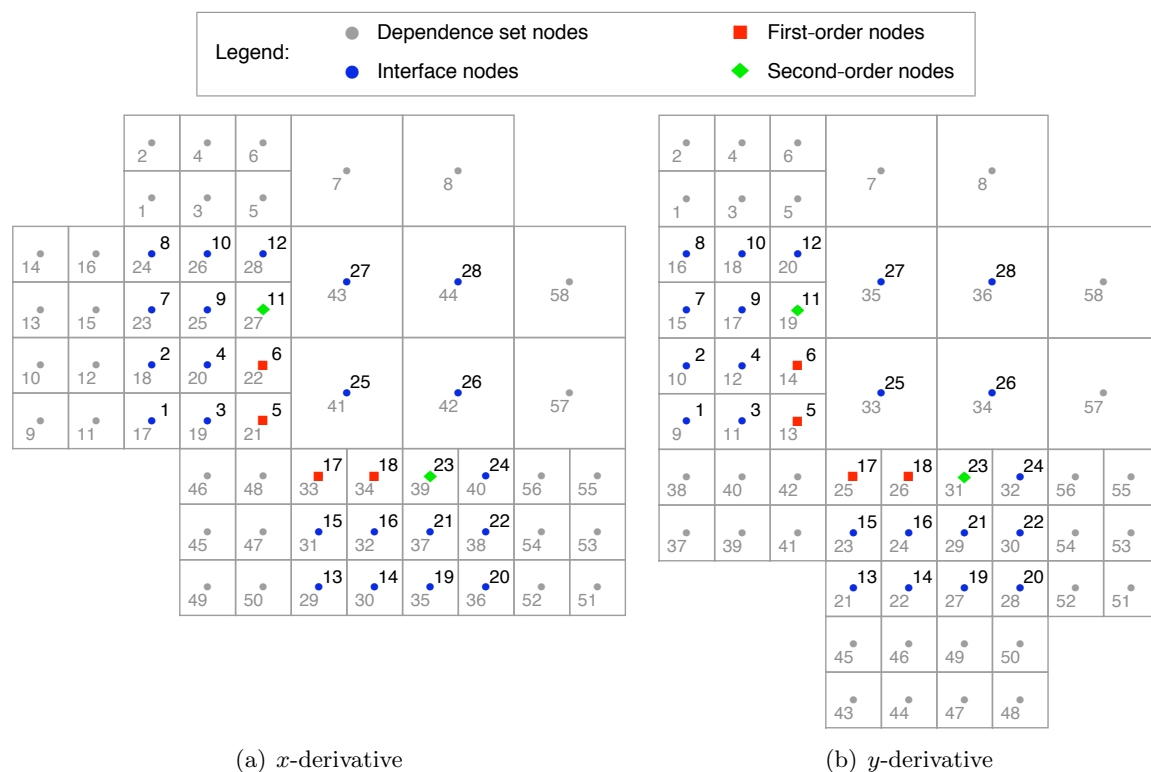 Legend:
Dependence set nodes
First-order nodes
Interface nodes
Second-order nodes
2 4 6
7 8
1 3 5
8 10 12
14 16 24 26 28
27 28
43 44 58
7 9 11
13 15 23 25 27
2 4 6
10 12 18 20 22
25 26
41 42 57
1 3 5
9 11 17 19 21
17 18 23 24
46 48 33 34 39 40 56 55
15 16 21 22
45 47 31 32 37 38 54 53
13 14 19 20
49 50 29 30 35 36 52 51
(a) x-derivative
2 4 6
7 8
1 3 5
8 10 12
16 18 20
27 28
35 36 58
7 9 11
15 17 19
2 4 6
10 12 14
25 26
33 34 57
1 3 5
9 11 13
17 18 23 24
38 40 42 25 26 31 32 56 55
15 16 21 22
37 39 41 23 24 29 30 54 53
13 14 19 20
21 22 27 28 52 51
45 46 49 50
43 44 47 48
(b) y-derivative